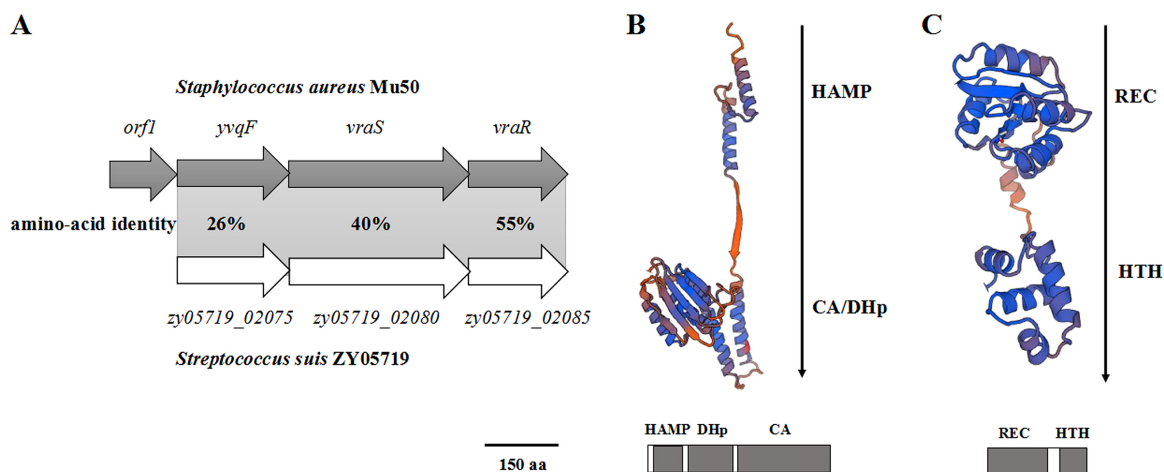 A
Staphylococcus aureus Mu50
orf1 yvqF vraS vraR
amino-acid identity 26% 40% 55%
zy05719_02075 zy05719_02080 zy05719_02085
Streptococcus suis ZY05719
150 aa
B
HAMP
CA/DHp
HAMP DHp CA
C
REC
HTH
REC HTH